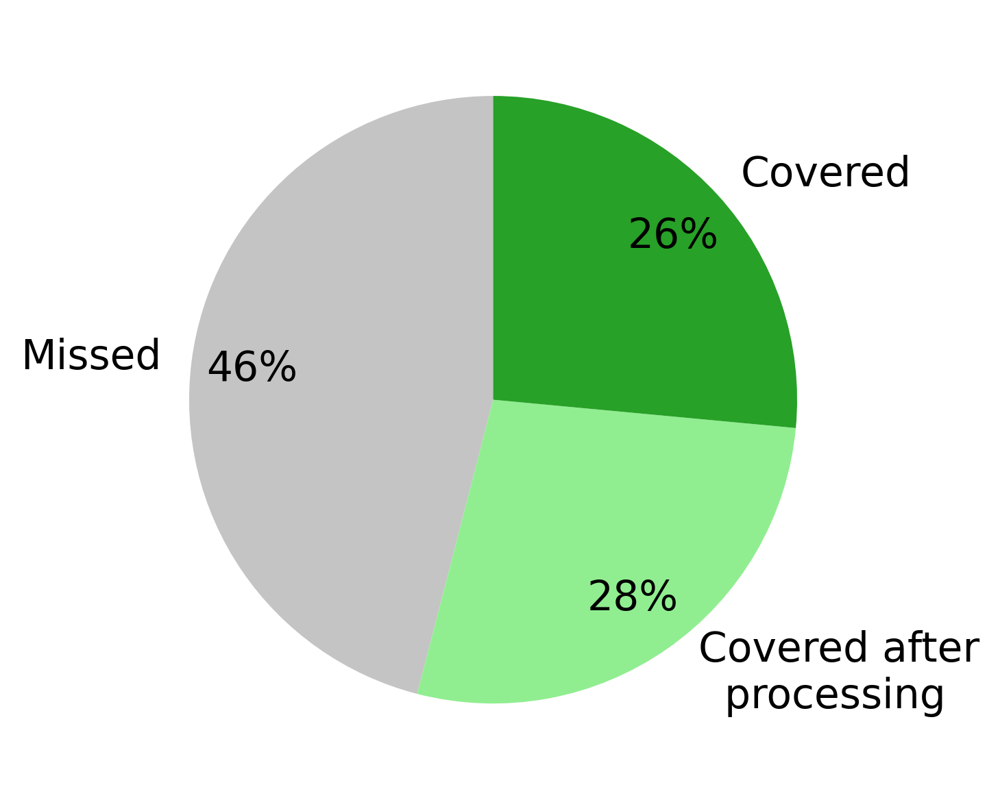 Covered
26%
Missed
46%
28%
Covered after
processing